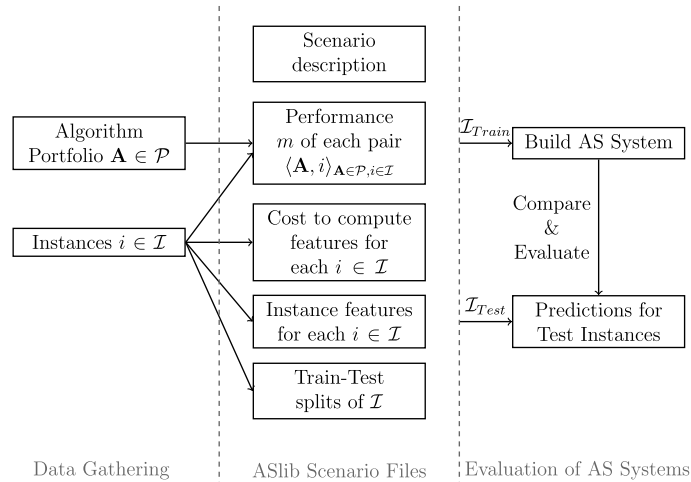 Scenario
description
Algorithm
Portfolio A ∈ P
Performance
m of each pair
⟨A, i⟩A∈P,i∈I
Instances i ∈ I
Cost to compute
features for
each i ∈ I
Instance features
for each i ∈ I
Train-Test
splits of I
I_Train
Build AS System
Compare
&
Evaluate
I_Test
Predictions for
Test Instances
Data Gathering
ASlib Scenario Files
Evaluation of AS Systems